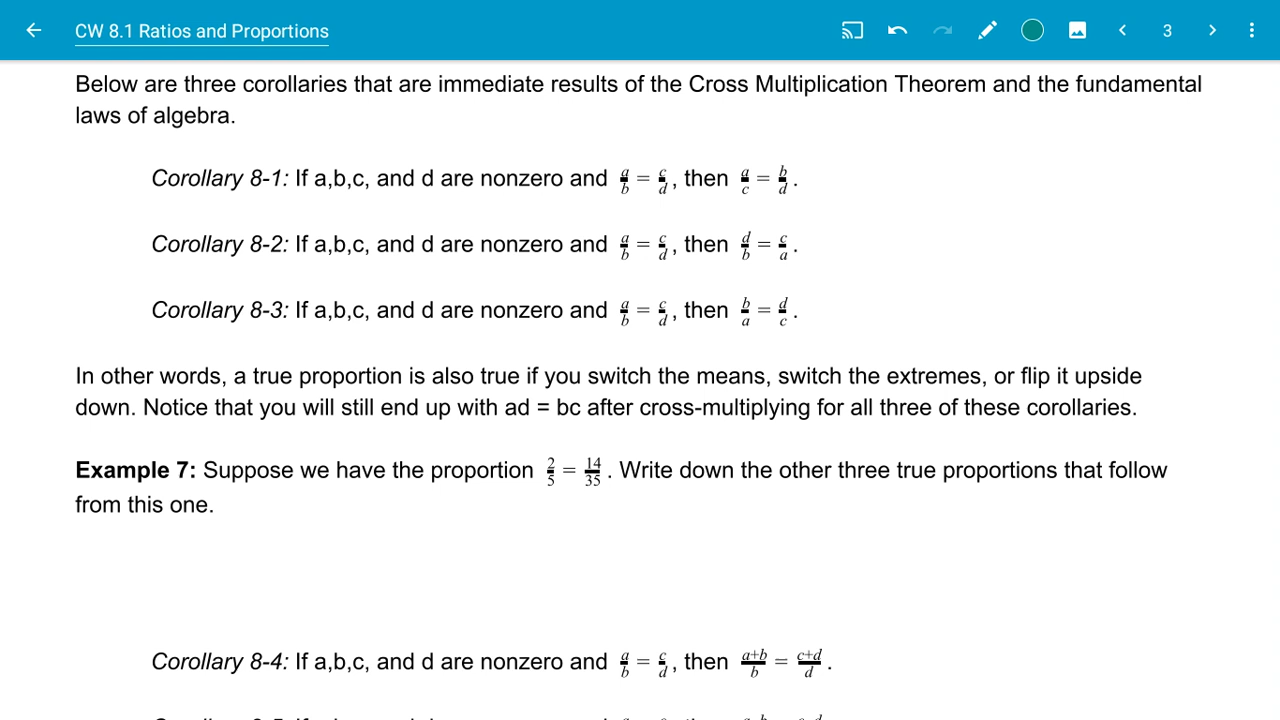 CW 8.1 Ratios and Proportions
3
Below are three corollaries that are immediate results of the Cross Multiplication Theorem and the fundamental
laws of algebra.
Corollary 8-1: If a,b,c, and d are nonzero and a/b = c/d, then a/c = b/d.
Corollary 8-2: If a,b,c, and d are nonzero and a/b = c/d, then d/b = c/a.
Corollary 8-3: If a,b,c, and d are nonzero and a/b = c/d, then b/a = d/c.
In other words, a true proportion is also true if you switch the means, switch the extremes, or flip it upside
down. Notice that you will still end up with ad = bc after cross-multiplying for all three of these corollaries.
Example 7: Suppose we have the proportion 2/5 = 14/35. Write down the other three true proportions that follow
from this one.
Corollary 8-4: If a,b,c, and d are nonzero and a/b = c/d, then a+b/b = c+d/d.